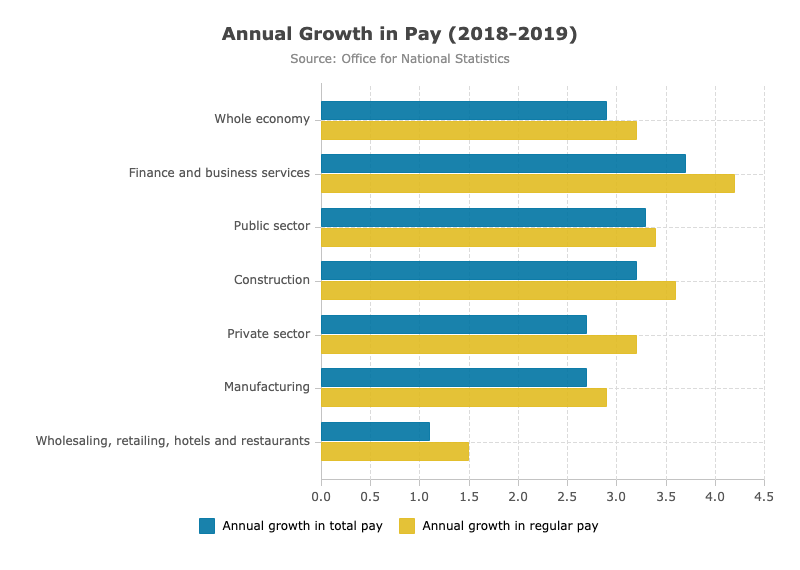 Annual Growth in Pay (2018-2019)
Source: Office for National Statistics
Whole economy
Finance and business services
Public sector
Construction
Private sector
Manufacturing
Wholesaling, retailing, hotels and restaurants
0.0 0.5 1.0 1.5 2.0 2.5 3.0 3.5 4.0 4.5
Annual growth in total pay Annual growth in regular pay